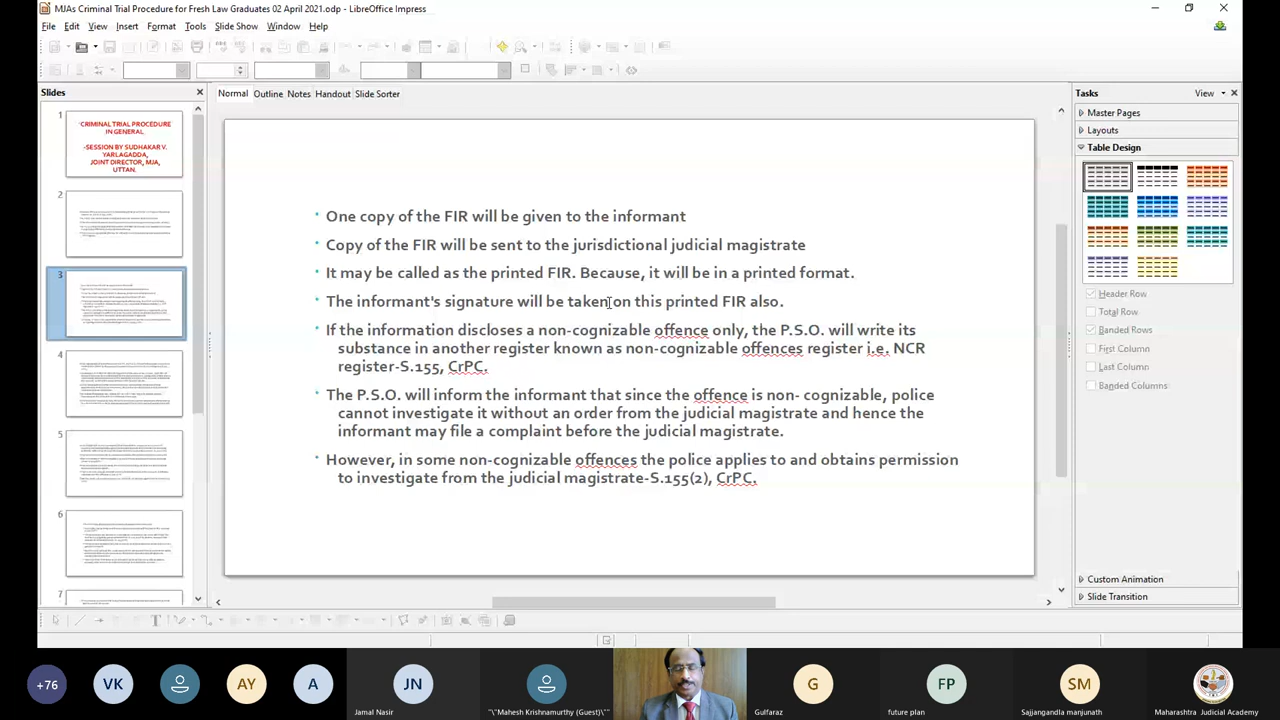 MJAs Criminal Trial Procedure for Fresh Law Graduates 02 April 2021.odp - LibreOffice Impress
File Edit View Insert Format Tools Slide Show Window Help
Slides
Normal Outline Notes Handout Slide Sorter
Tasks View
1
CRIMINAL TRIAL PROCEDURE
IN GENERAL
-SESSION BY SUDHAKAR V.
YARLAGADDA,
JOINT DIRECTOR, MJA,
UTTAN.
2
3
4
5
6
7
One copy of the FIR will be given to the informant
Copy of the FIR will be sent to the jurisdictional judicial magistrate
It may be called as the printed FIR. Because, it will be in a printed format.
The informant's signature will be taken on this printed FIR also.
If the information discloses a non-cognizable offence only, the P.S.O. will write its
substance in another register known as non-cognizable offences register i.e. NCR
register-S.155, CrPC.
The P.S.O. will inform the informant that since the offence is non- cognizable, police
cannot investigate it without an order from the judicial magistrate and hence the
informant may file a complaint before the judicial magistrate.
However, in some non-cognizable offences the police applies to and obtains permission
to investigate from the judicial magistrate-S.155(2), CrPC.
Master Pages
Layouts
Table Design
Header Row
Total Row
Banded Rows
First Column
Last Column
Banded Columns
Custom Animation
Slide Transition
+76 VK AY A JN G FP SM
Jamal Nasir "\"Mahesh Krishnamurthy (Guest)\"" Gulfaraz future plan Sajjangandla manjunath Maharashtra Judicial Academy